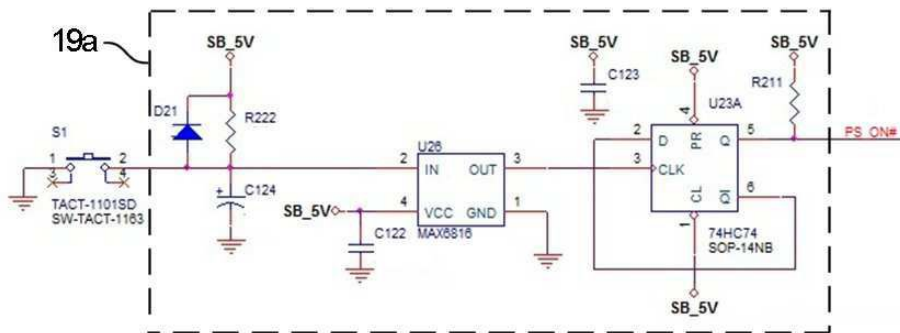 19a
SB_5V
SB_5V
SB_5V
C123
R211
U23A
D21
R222
S1
1
2
3
4
TACT-1101SD
SW-TACT-1163
C124
U26
2
IN
OUT
3
4
VCC
GND
1
MAX6816
SB_5V
C122
4
PR
2
D
Q
5
PS_ON#
3
CLK
6
CL
Q|
1
74HC74
SOP-14NB
SB_5V